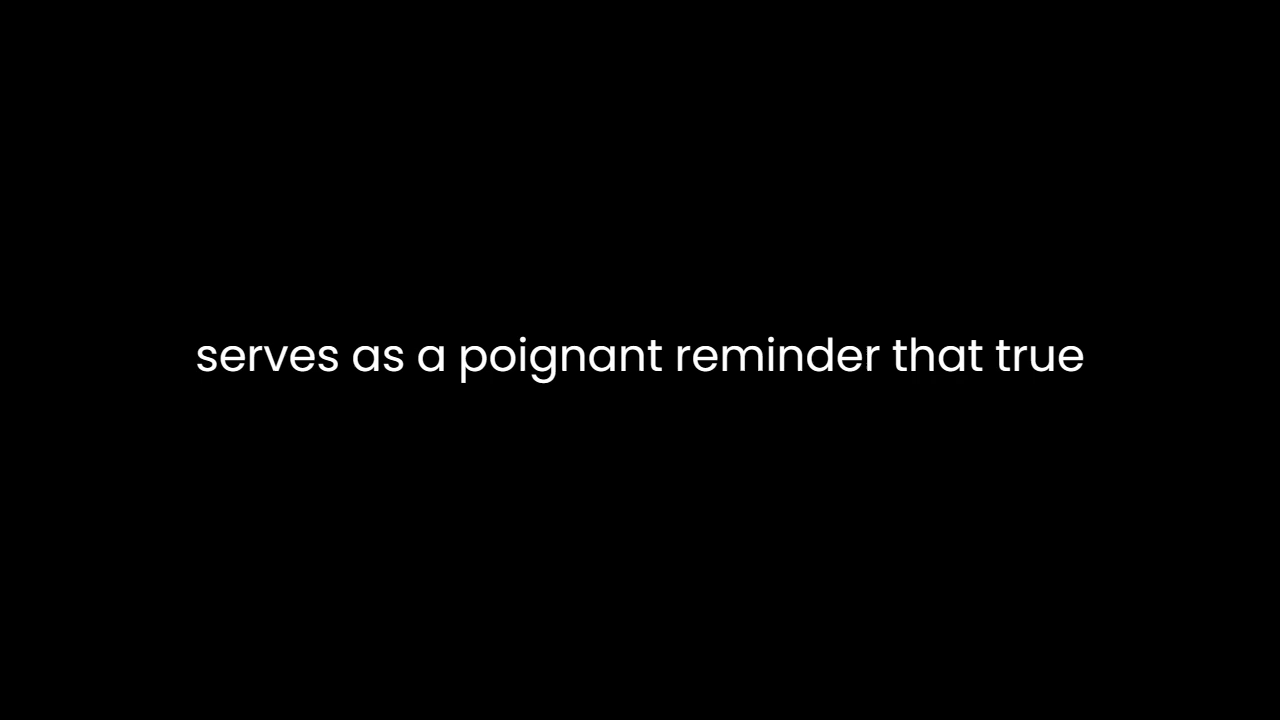 serves as a poignant reminder that true